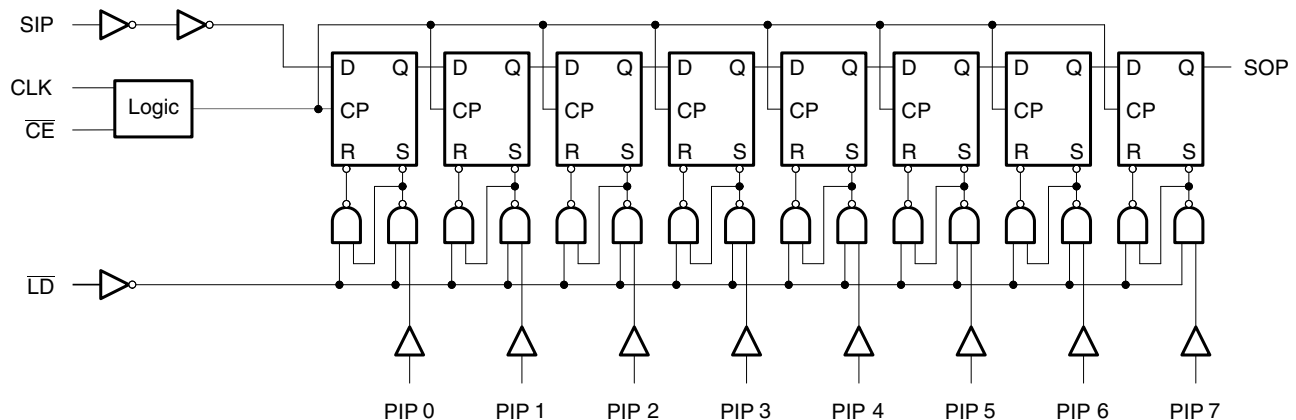 SIP
D Q D Q D Q D Q D Q D Q D Q D Q SOP
CLK
Logic
CP CP CP CP CP CP CP CP
CE
R S R S R S R S R S R S R S R S
LD
PIP 0 PIP 1 PIP 2 PIP 3 PIP 4 PIP 5 PIP 6 PIP 7